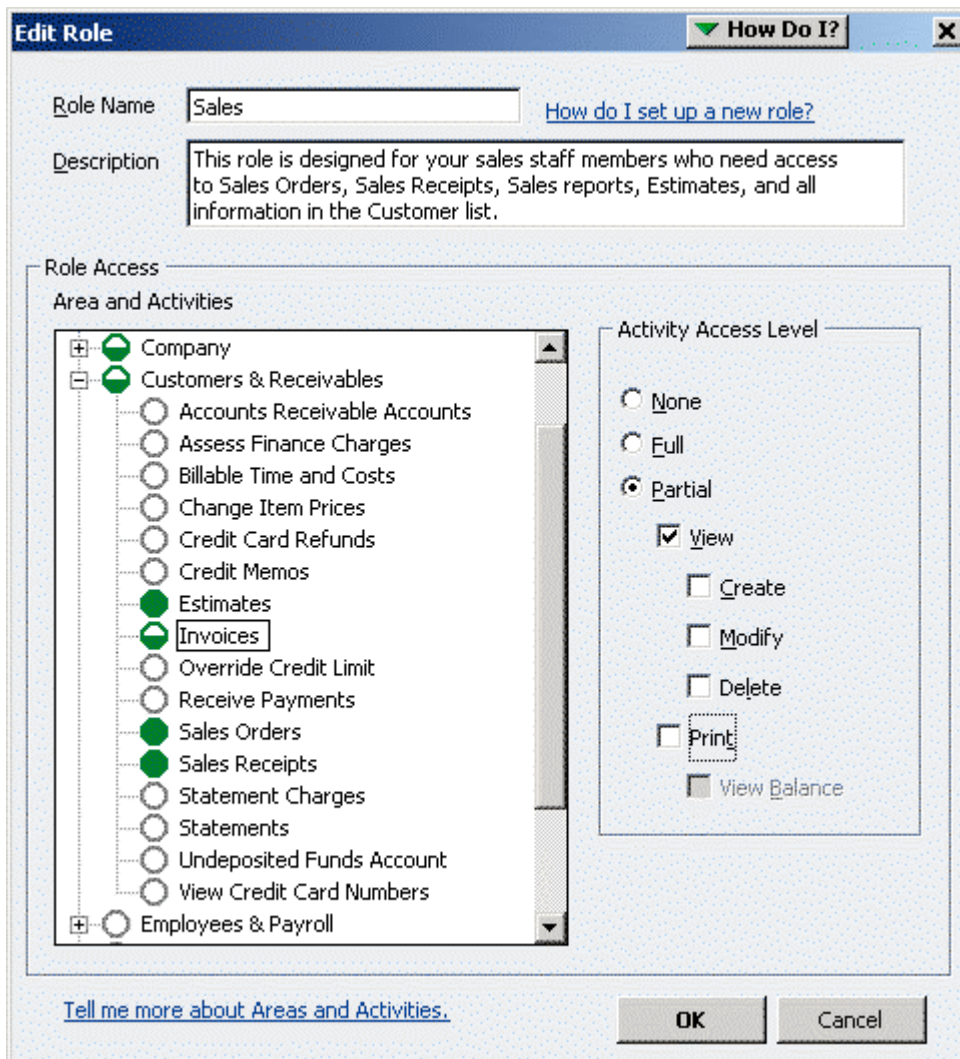 Edit Role
How Do I?
Role Name
Sales
How do I set up a new role?
Description
This role is designed for your sales staff members who need access
to Sales Orders, Sales Receipts, Sales reports, Estimates, and all
information in the Customer list.
Role Access
Area and Activities
Company
Customers & Receivables
Accounts Receivable Accounts
Assess Finance Charges
Billable Time and Costs
Change Item Prices
Credit Card Refunds
Credit Memos
Estimates
Invoices
Override Credit Limit
Receive Payments
Sales Orders
Sales Receipts
Statement Charges
Statements
Undeposited Funds Account
View Credit Card Numbers
Employees & Payroll
Activity Access Level
None
Full
Partial
View
Create
Modify
Delete
Print
View Balance
Tell me more about Areas and Activities.
OK
Cancel